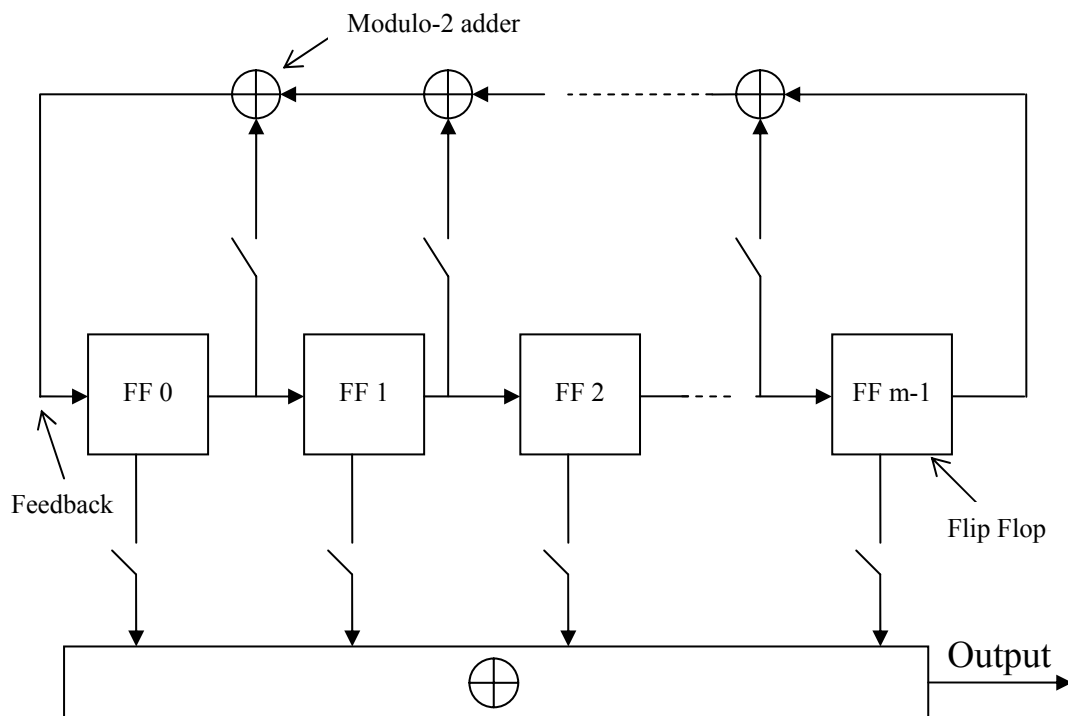 Modulo-2 adder
FF 0
FF 1
FF 2
FF m-1
Feedback
Flip Flop
Output